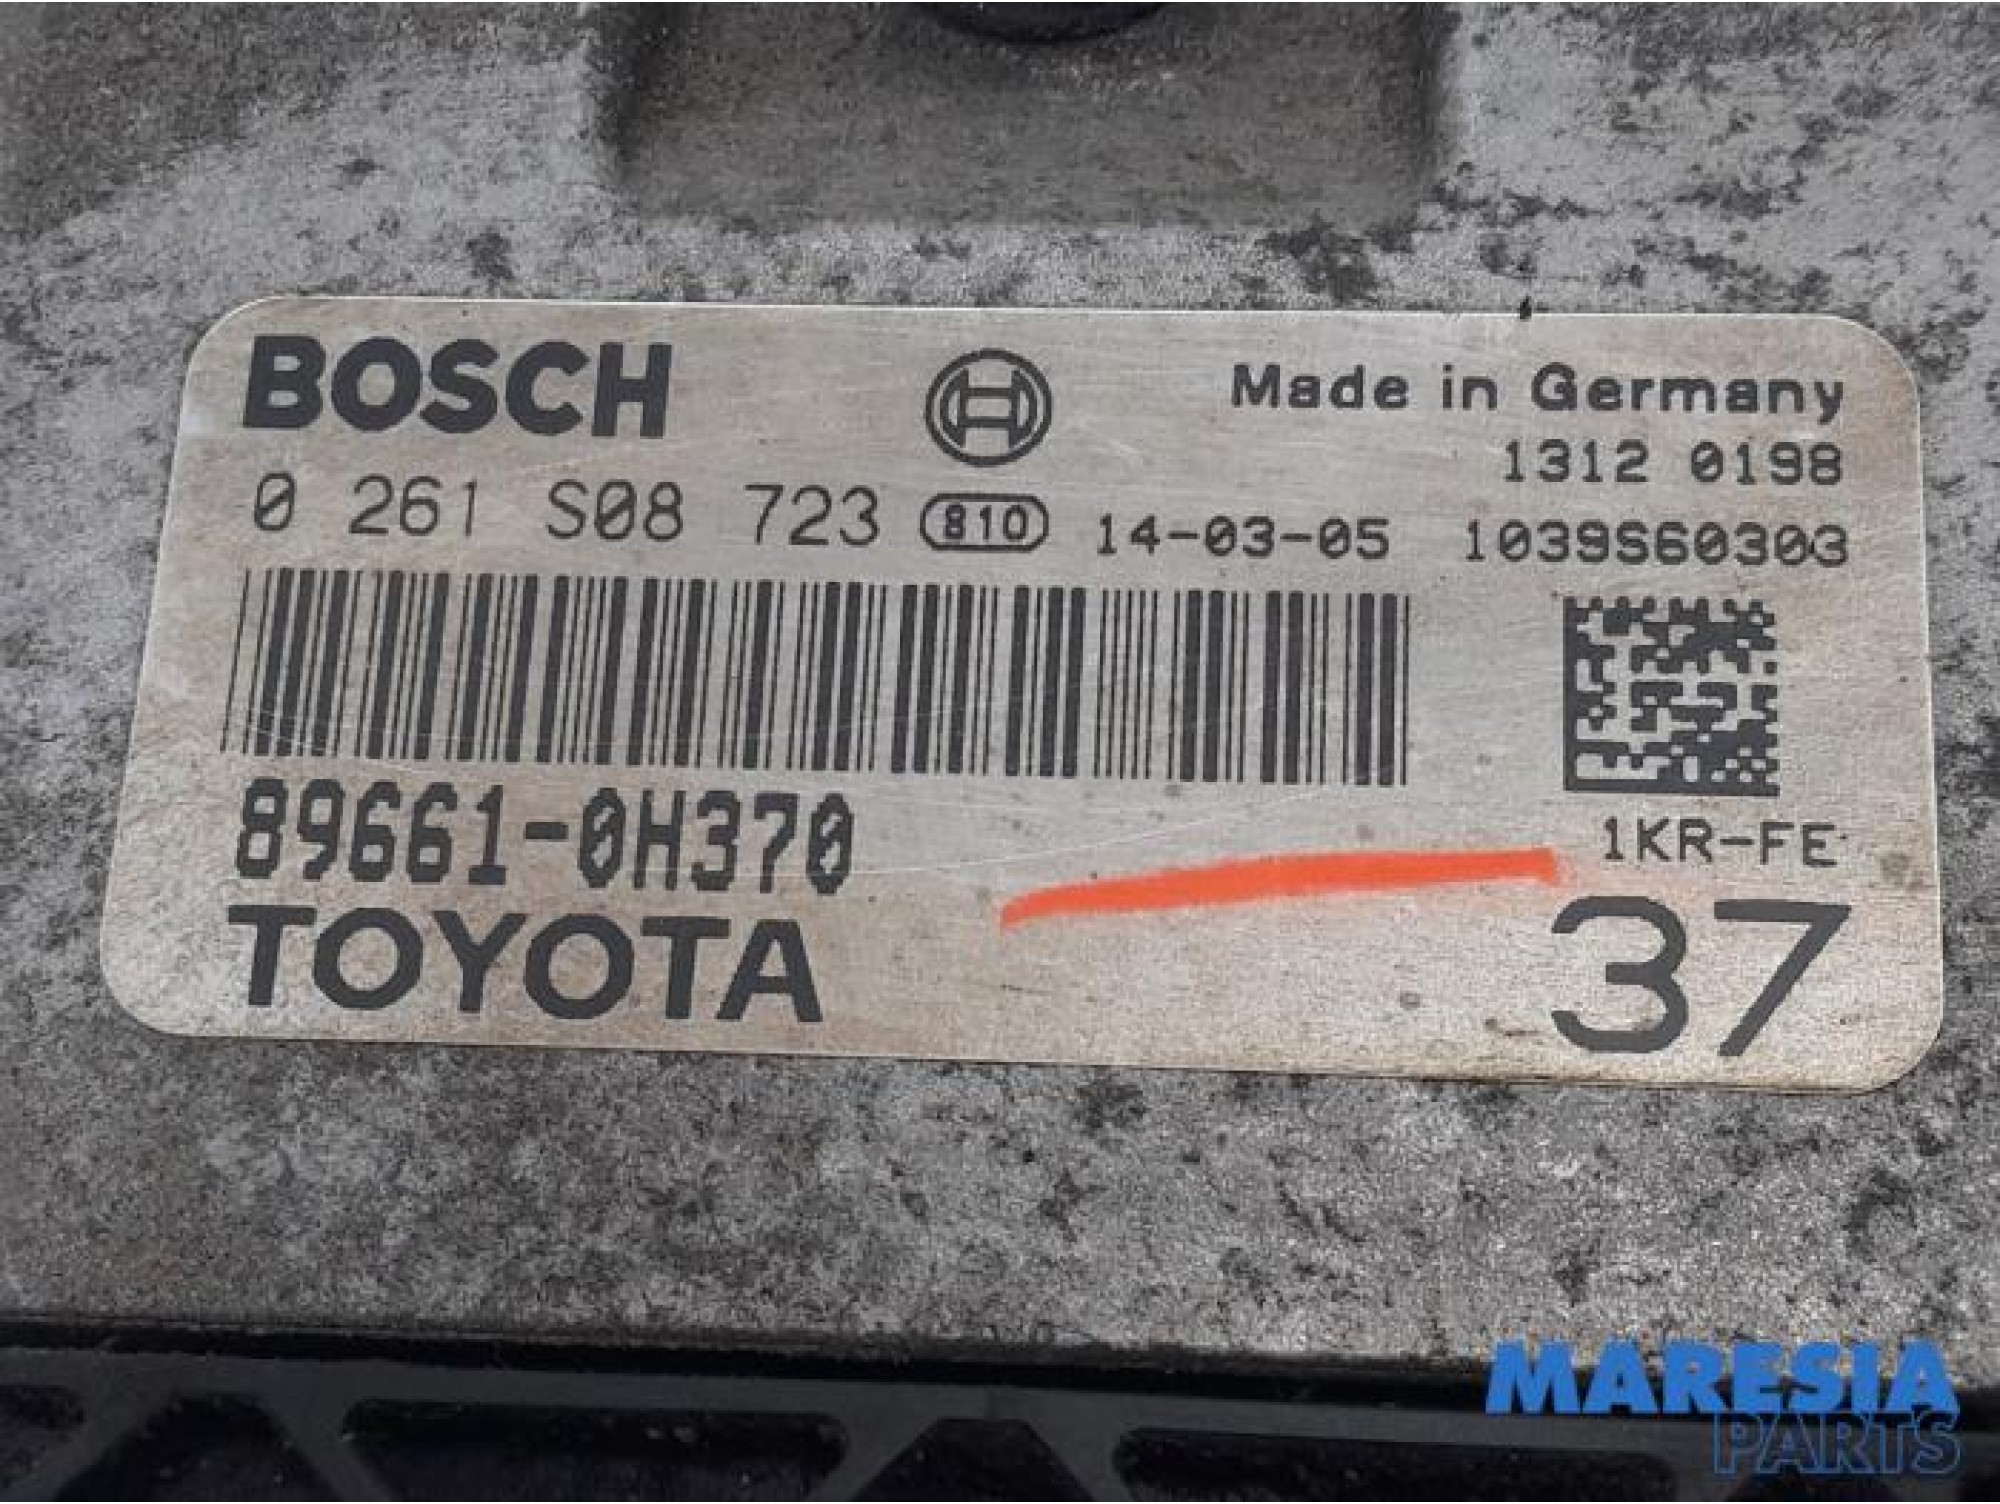 BOSCH
Made in Germany
1312 0198
0 261 S08 723 810 14-03-05 1039S60303
89661-0H370
1KR-FE
TOYOTA
37
MARESIA
PARTS